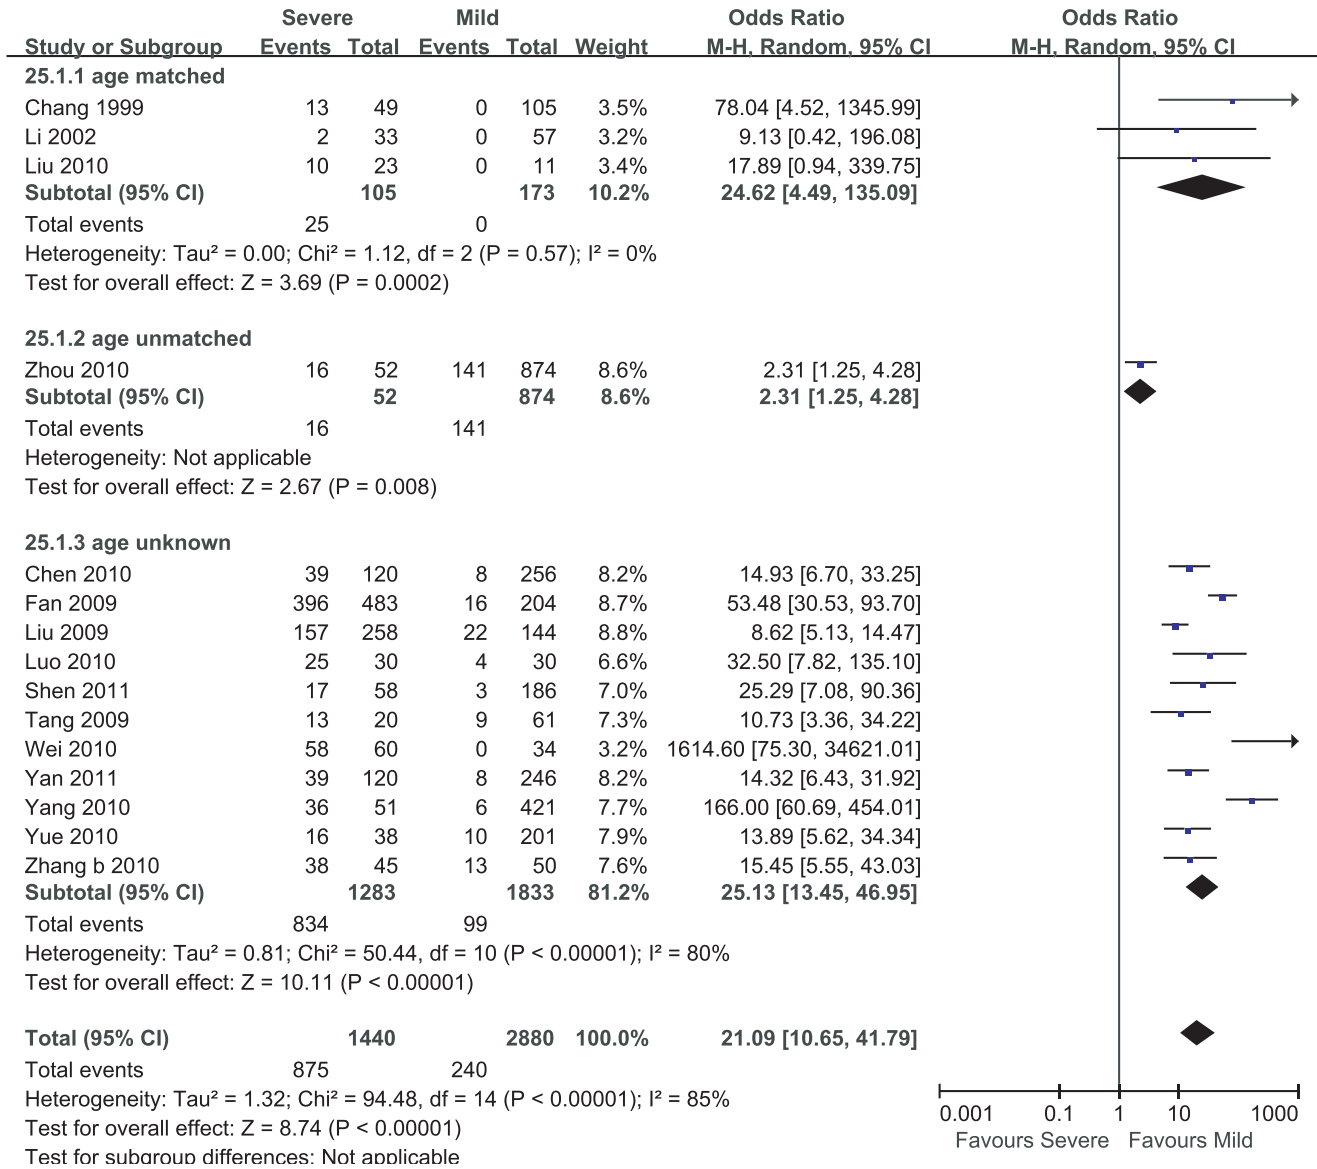 Severe Mild Odds Ratio Odds Ratio
Study or Subgroup Events Total Events Total Weight M-H, Random, 95% CI M-H, Random, 95% CI
25.1.1 age matched
Chang 1999 13 49 0 105 3.5% 78.04 [4.52, 1345.99]
Li 2002 2 33 0 57 3.2% 9.13 [0.42, 196.08]
Liu 2010 10 23 0 11 3.4% 17.89 [0.94, 339.75]
Subtotal (95% CI) 105 173 10.2% 24.62 [4.49, 135.09]
Total events 25 0
Heterogeneity: Tau² = 0.00; Chi² = 1.12, df = 2 (P = 0.57); I² = 0%
Test for overall effect: Z = 3.69 (P = 0.0002)
25.1.2 age unmatched
Zhou 2010 16 52 141 874 8.6% 2.31 [1.25, 4.28]
Subtotal (95% CI) 52 874 8.6% 2.31 [1.25, 4.28]
Total events 16 141
Heterogeneity: Not applicable
Test for overall effect: Z = 2.67 (P = 0.008)
25.1.3 age unknown
Chen 2010 39 120 8 256 8.2% 14.93 [6.70, 33.25]
Fan 2009 396 483 16 204 8.7% 53.48 [30.53, 93.70]
Liu 2009 157 258 22 144 8.8% 8.62 [5.13, 14.47]
Luo 2010 25 30 4 30 6.6% 32.50 [7.82, 135.10]
Shen 2011 17 58 3 186 7.0% 25.29 [7.08, 90.36]
Tang 2009 13 20 9 61 7.3% 10.73 [3.36, 34.22]
Wei 2010 58 60 0 34 3.2% 1614.60 [75.30, 34621.01]
Yan 2011 39 120 8 246 8.2% 14.32 [6.43, 31.92]
Yang 2010 36 51 6 421 7.7% 166.00 [60.69, 454.01]
Yue 2010 16 38 10 201 7.9% 13.89 [5.62, 34.34]
Zhang b 2010 38 45 13 50 7.6% 15.45 [5.55, 43.03]
Subtotal (95% CI) 1283 1833 81.2% 25.13 [13.45, 46.95]
Total events 834 99
Heterogeneity: Tau² = 0.81; Chi² = 50.44, df = 10 (P < 0.00001); I² = 80%
Test for overall effect: Z = 10.11 (P < 0.00001)
Total (95% CI) 1440 2880 100.0% 21.09 [10.65, 41.79]
Total events 875 240
Heterogeneity: Tau² = 1.32; Chi² = 94.48, df = 14 (P < 0.00001); I² = 85%
0.001 0.1 1 10 1000
Test for overall effect: Z = 8.74 (P < 0.00001)
Favours Severe Favours Mild
Test for subgroup differences: Not applicable